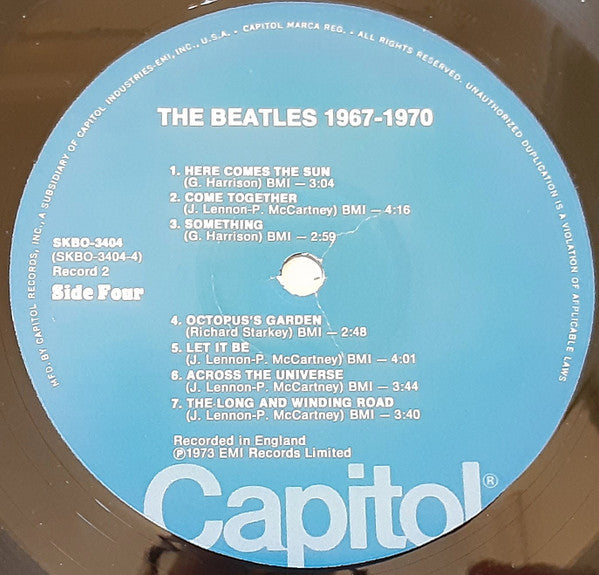 MFD. BY CAPITOL RECORDS, INC., A SUBSIDIARY OF CAPITOL INDUSTRIES-EMI, INC., U.S.A. • CAPITOL MARCA REG. • ALL RIGHTS RESERVED. UNAUTHORIZED DUPLICATION IS A VIOLATION OF APPLICABLE LAWS
THE BEATLES 1967-1970
1. HERE COMES THE SUN
(G. Harrison) BMI — 3:04
2. COME TOGETHER
(J. Lennon-P. McCartney) BMI — 4:16
3. SOMETHING
(G. Harrison) BMI — 2:59
SKBO-3404
(SKBO-3404-4)
Record 2
Side Four
4. OCTOPUS'S GARDEN
(Richard Starkey) BMI — 2:48
5. LET IT BE
(J. Lennon-P. McCartney) BMI — 4:01
6. ACROSS THE UNIVERSE
(J. Lennon-P. McCartney) BMI — 3:44
7. THE LONG AND WINDING ROAD
(J. Lennon-P. McCartney) BMI — 3:40
Recorded in England
℗1973 EMI Records Limited
Capitol®